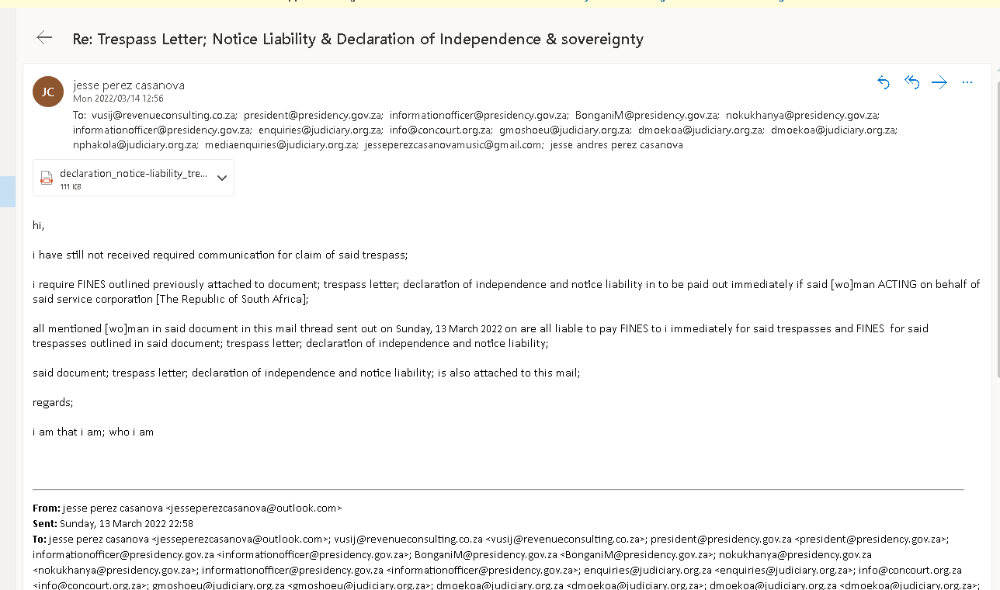 Re: Trespass Letter; Notice Liability & Declaration of Independence & sovereignty
JC
jesse perez casanova
Mon 2022/03/14 12:56
To: vusij@revenueconsulting.co.za; president@presidency.gov.za; informationofficer@presidency.gov.za; BonganiM@presidency.gov.za; nokukhanya@presidency.gov.za;
informationofficer@presidency.gov.za; enquiries@judiciary.org.za; info@concourt.org.za; gmoshoeu@judiciary.org.za; dmoekoa@judiciary.org.za; dmoekoa@judiciary.org.za;
nphakola@judiciary.org.za; mediaenquiries@judiciary.org.za; jesseperezcasanovamusic@gmail.com; jesse andres perez casanova
declaration_notice-liability_tre...
111 KB
hi,
i have still not received required communication for claim of said trespass;
i require FINES outlined previously attached to document; trespass letter; declaration of independence and notice liability in to be paid out immediately if said [wo]man ACTING on behalf of
said service corporation [The Republic of South Africa];
all mentioned [wo]man in said document in this mail thread sent out on Sunday, 13 March 2022 on are all liable to pay FINES to i immediately for said trespasses and FINES  for said
trespasses outlined in said document; trespass letter; declaration of independence and notice liability;
said document; trespass letter; declaration of independence and notice liability; is also attached to this mail;
regards;
i am that i am; who i am
From: jesse perez casanova <jesseperezcasanova@outlook.com>
Sent: Sunday, 13 March 2022 22:58
To: jesse perez casanova <jesseperezcasanova@outlook.com>; vusij@revenueconsulting.co.za <vusij@revenueconsulting.co.za>; president@presidency.gov.za <president@presidency.gov.za>;
informationofficer@presidency.gov.za <informationofficer@presidency.gov.za>; BonganiM@presidency.gov.za <BonganiM@presidency.gov.za>; nokukhanya@presidency.gov.za
<nokukhanya@presidency.gov.za>; informationofficer@presidency.gov.za <informationofficer@presidency.gov.za>; enquiries@judiciary.org.za <enquiries@judiciary.org.za>; info@concourt.org.za
<info@concourt.org.za>; gmoshoeu@judiciary.org.za <gmoshoeu@judiciary.org.za>; dmoekoa@judiciary.org.za <dmoekoa@judiciary.org.za>; dmoekoa@judiciary.org.za <dmoekoa@judiciary.org.za>;